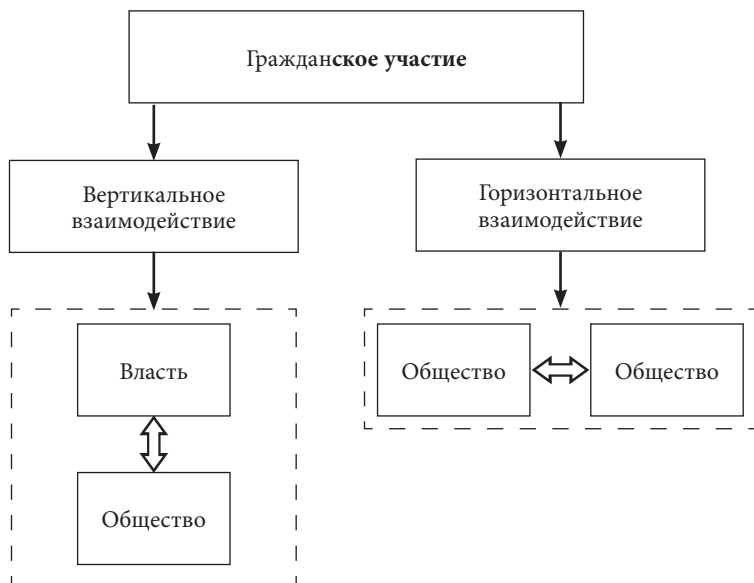 Гражданское участие
Вертикальное
взаимодействие
Горизонтальное
взаимодействие
Власть
Общество
Общество
Общество